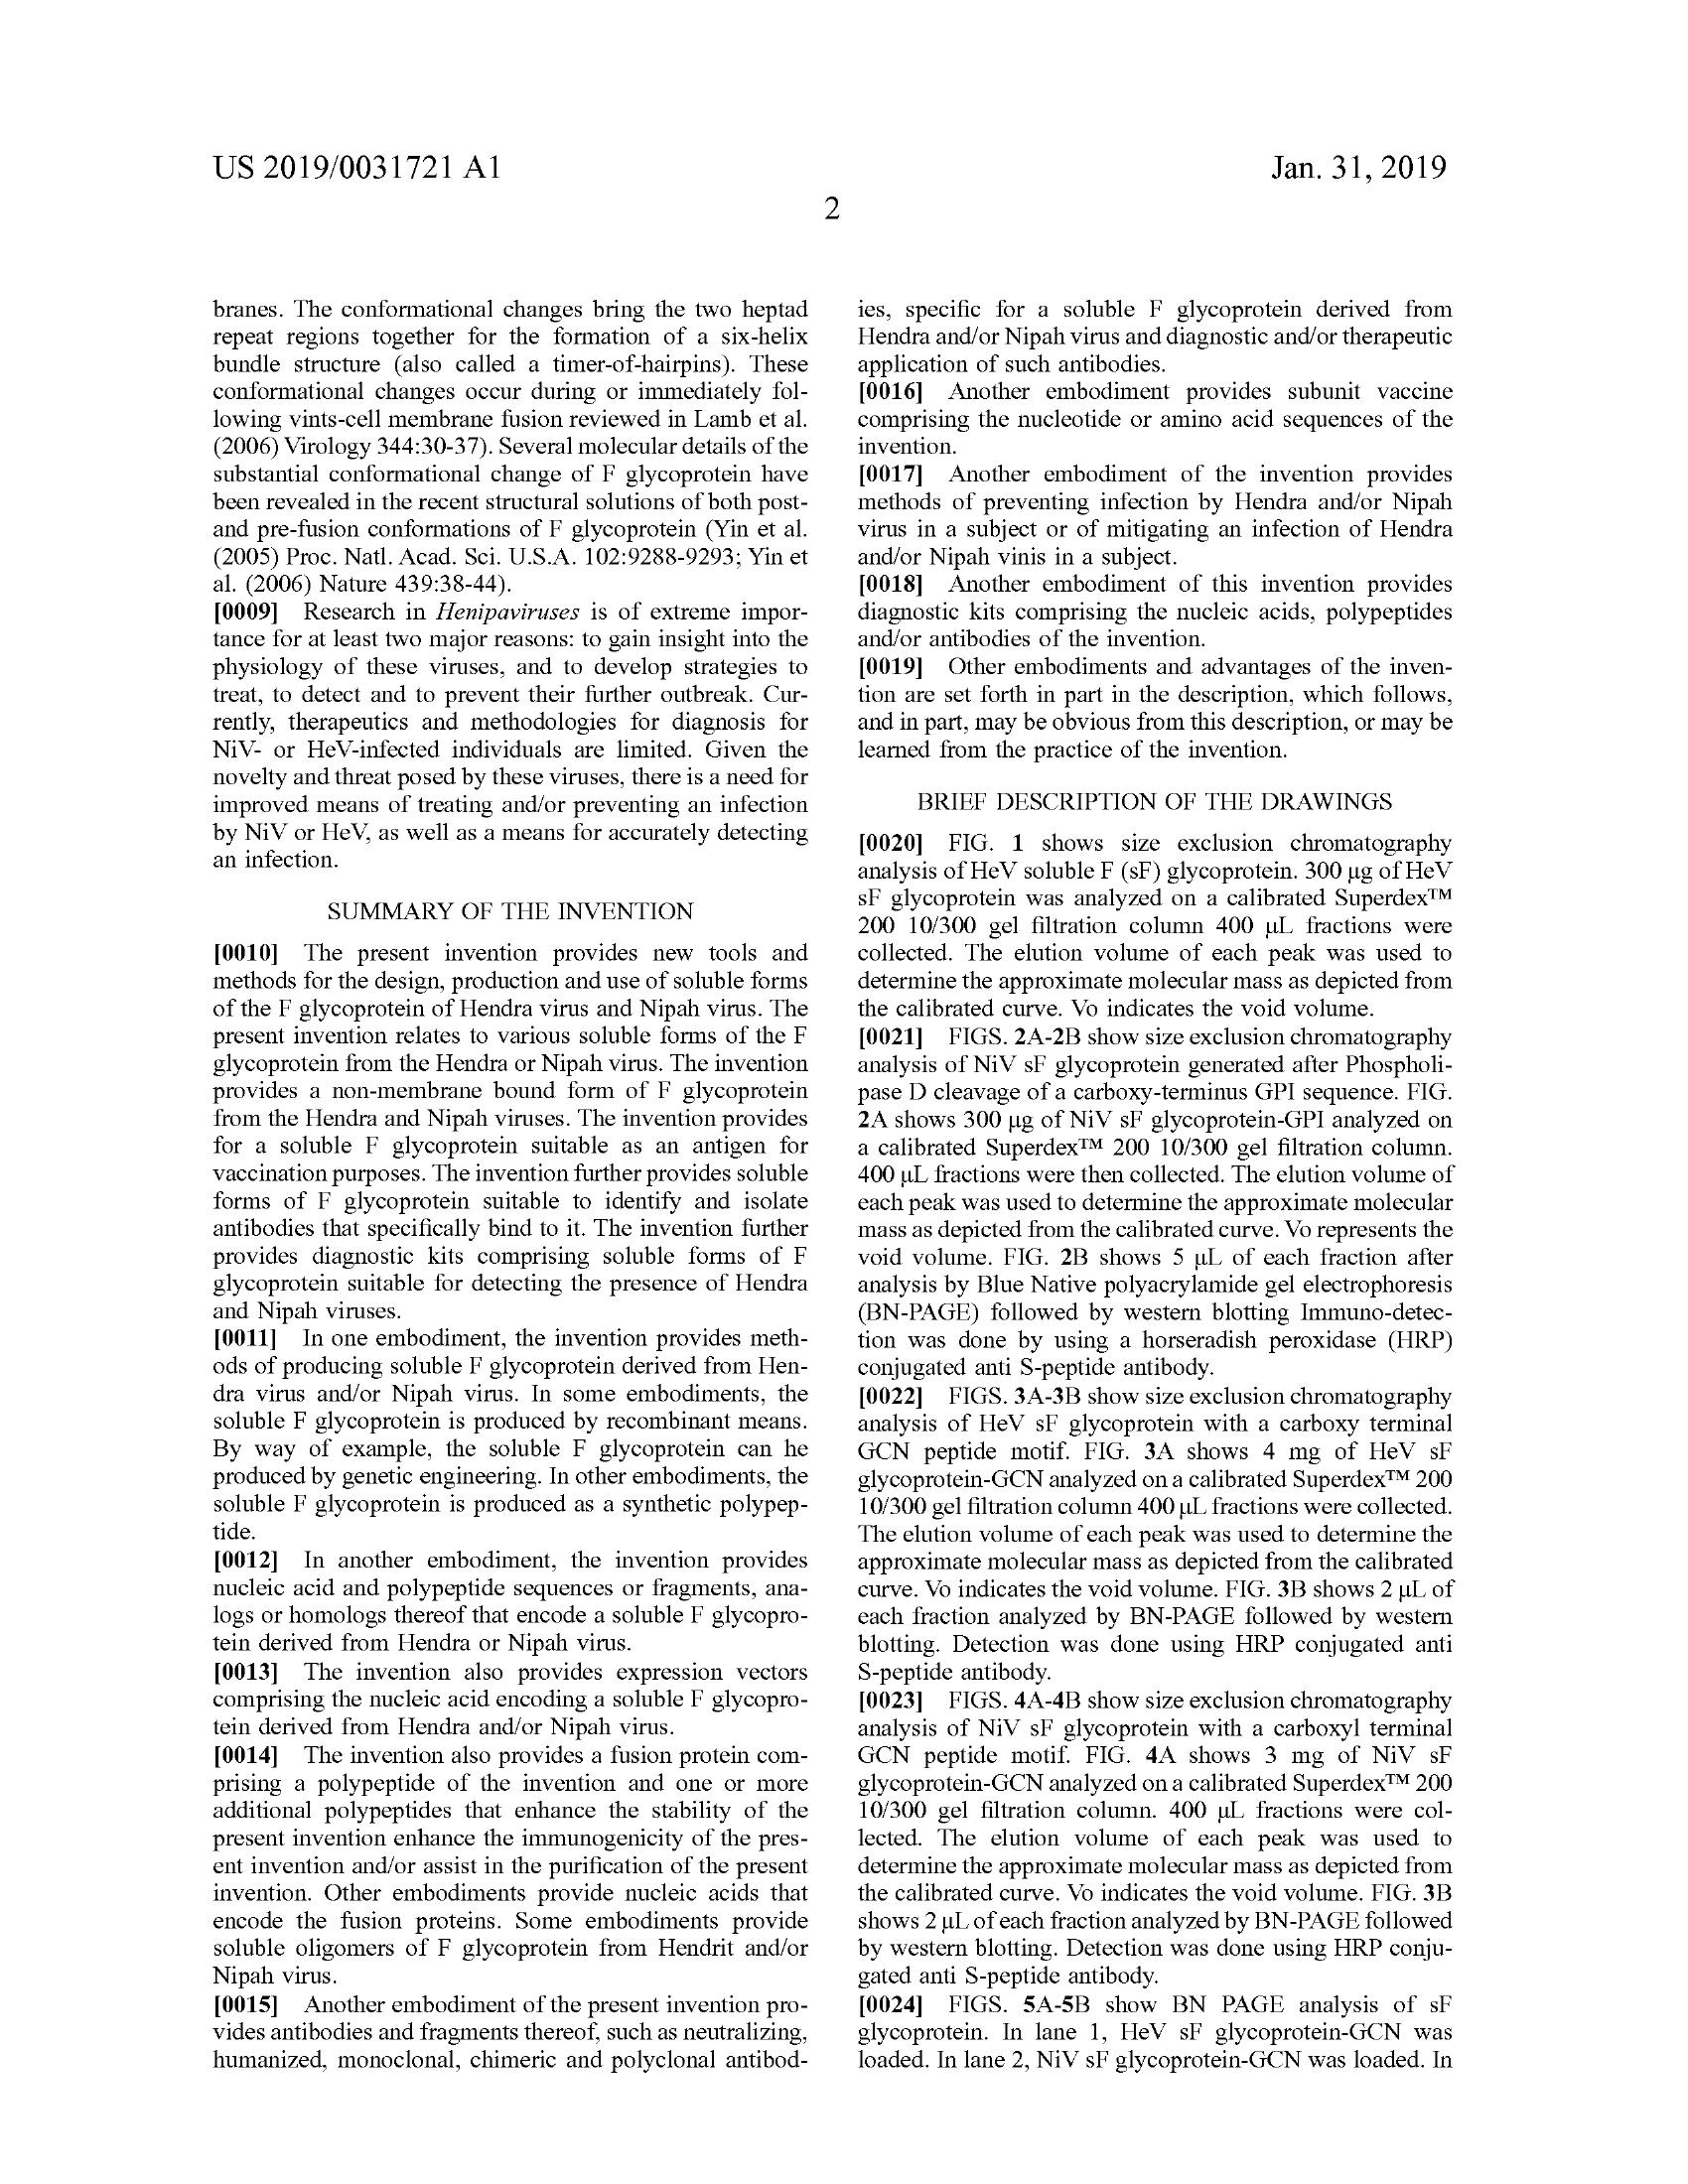 US 2019/0031721 A1
Jan. 31, 2019
2
branes. The conformational changes bring the two heptad
repeat regions together for the formation of a six-helix
bundle structure (also called a timer-of-hairpins). These
conformational changes occur during or immediately fol-
lowing vints-cell membrane fusion reviewed in Lamb et al.
(2006) Virology 344:30-37). Several molecular details of the
substantial conformational change of F glycoprotein have
been revealed in the recent structural solutions of both post-
and pre-fusion conformations of F glycoprotein (Yin et al.
(2005) Proc. Natl. Acad. Sci. U.S.A. 102:9288-9293; Yin et
al. (2006) Nature 439:38-44).
[0009] Research in Henipaviruses is of extreme impor-
tance for at least two major reasons: to gain insight into the
physiology of these viruses, and to develop strategies to
treat, to detect and to prevent their further outbreak. Cur-
rently, therapeutics and methodologies for diagnosis for
NiV- or HeV-infected individuals are limited. Given the
novelty and threat posed by these viruses, there is a need for
improved means of treating and/or preventing an infection
by NiV or HeV, as well as a means for accurately detecting
an infection.
SUMMARY OF THE INVENTION
[0010] The present invention provides new tools and
methods for the design, production and use of soluble forms
of the F glycoprotein of Hendra virus and Nipah virus. The
present invention relates to various soluble forms of the F
glycoprotein from the Hendra or Nipah virus. The invention
provides a non-membrane bound form of F glycoprotein
from the Hendra and Nipah viruses. The invention provides
for a soluble F glycoprotein suitable as an antigen for
vaccination purposes. The invention further provides soluble
forms of F glycoprotein suitable to identify and isolate
antibodies that specifically bind to it. The invention further
provides diagnostic kits comprising soluble forms of F
glycoprotein suitable for detecting the presence of Hendra
and Nipah viruses.
[0011] In one embodiment, the invention provides meth-
ods of producing soluble F glycoprotein derived from Hen-
dra virus and/or Nipah virus. In some embodiments, the
soluble F glycoprotein is produced by recombinant means.
By way of example, the soluble F glycoprotein can he
produced by genetic engineering. In other embodiments, the
soluble F glycoprotein is produced as a synthetic polypep-
tide.
[0012] In another embodiment, the invention provides
nucleic acid and polypeptide sequences or fragments, ana-
logs or homologs thereof that encode a soluble F glycopro-
tein derived from Hendra or Nipah virus.
[0013] The invention also provides expression vectors
comprising the nucleic acid encoding a soluble F glycopro-
tein derived from Hendra and/or Nipah virus.
[0014] The invention also provides a fusion protein com-
prising a polypeptide of the invention and one or more
additional polypeptides that enhance the stability of the
present invention enhance the immunogenicity of the pres-
ent invention and/or assist in the purification of the present
invention. Other embodiments provide nucleic acids that
encode the fusion proteins. Some embodiments provide
soluble oligomers of F glycoprotein from Hendrit and/or
Nipah virus.
[0015] Another embodiment of the present invention pro-
vides antibodies and fragments thereof, such as neutralizing,
humanized, monoclonal, chimeric and polyclonal antibod-
ies, specific for a soluble F glycoprotein derived from
Hendra and/or Nipah virus and diagnostic and/or therapeutic
application of such antibodies.
[0016] Another embodiment provides subunit vaccine
comprising the nucleotide or amino acid sequences of the
invention.
[0017] Another embodiment of the invention provides
methods of preventing infection by Hendra and/or Nipah
virus in a subject or of mitigating an infection of Hendra
and/or Nipah vinis in a subject.
[0018] Another embodiment of this invention provides
diagnostic kits comprising the nucleic acids, polypeptides
and/or antibodies of the invention.
[0019] Other embodiments and advantages of the inven-
tion are set forth in part in the description, which follows,
and in part, may be obvious from this description, or may be
learned from the practice of the invention.
BRIEF DESCRIPTION OF THE DRAWINGS
[0020] FIG. 1 shows size exclusion chromatography
analysis of HeV soluble F (sF) glycoprotein. 300 μg of HeV
sF glycoprotein was analyzed on a calibrated Superdex™
200 10/300 gel filtration column 400 μL fractions were
collected. The elution volume of each peak was used to
determine the approximate molecular mass as depicted from
the calibrated curve. Vo indicates the void volume.
[0021] FIGS. 2A-2B show size exclusion chromatography
analysis of NiV sF glycoprotein generated after Phospholi-
pase D cleavage of a carboxy-terminus GPI sequence. FIG.
2A shows 300 μg of NiV sF glycoprotein-GPI analyzed on
a calibrated Superdex™ 200 10/300 gel filtration column.
400 μL fractions were then collected. The elution volume of
each peak was used to determine the approximate molecular
mass as depicted from the calibrated curve. Vo represents the
void volume. FIG. 2B shows 5 μL of each fraction after
analysis by Blue Native polyacrylamide gel electrophoresis
(BN-PAGE) followed by western blotting Immuno-detec-
tion was done by using a horseradish peroxidase (HRP)
conjugated anti S-peptide antibody.
[0022] FIGS. 3A-3B show size exclusion chromatography
analysis of HeV sF glycoprotein with a carboxy terminal
GCN peptide motif. FIG. 3A shows 4 mg of HeV sF
glycoprotein-GCN analyzed on a calibrated Superdex™ 200
10/300 gel filtration column 400 μL fractions were collected.
The elution volume of each peak was used to determine the
approximate molecular mass as depicted from the calibrated
curve. Vo indicates the void volume. FIG. 3B shows 2 μL of
each fraction analyzed by BN-PAGE followed by western
blotting. Detection was done using HRP conjugated anti
S-peptide antibody.
[0023] FIGS. 4A-4B show size exclusion chromatography
analysis of NiV sF glycoprotein with a carboxyl terminal
GCN peptide motif. FIG. 4A shows 3 mg of NiV sF
glycoprotein-GCN analyzed on a calibrated Superdex™ 200
10/300 gel filtration column. 400 μL fractions were col-
lected. The elution volume of each peak was used to
determine the approximate molecular mass as depicted from
the calibrated curve. Vo indicates the void volume. FIG. 3B
shows 2 μL of each fraction analyzed by BN-PAGE followed
by western blotting. Detection was done using HRP conju-
gated anti S-peptide antibody.
[0024] FIGS. 5A-5B show BN PAGE analysis of sF
glycoprotein. In lane 1, HeV sF glycoprotein-GCN was
loaded. In lane 2, NiV sF glycoprotein-GCN was loaded. In